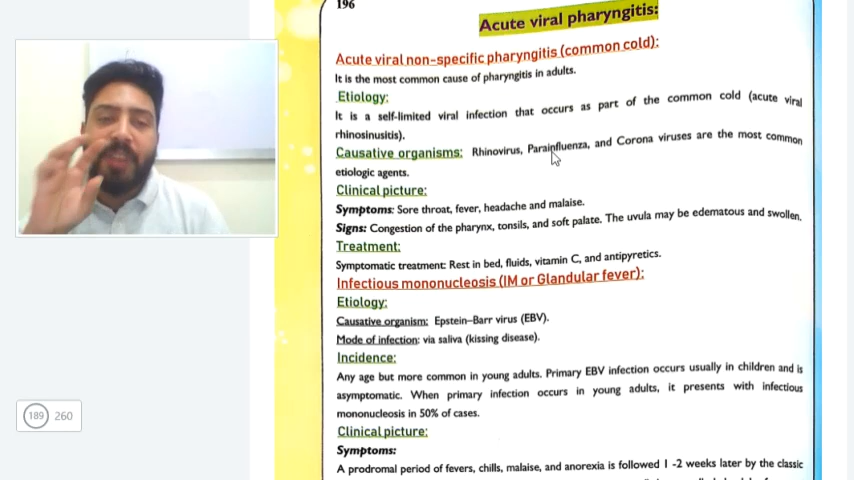 196
Acute viral pharyngitis:
Acute viral non-specific pharyngitis (common cold):
It is the most common cause of pharyngitis in adults.
Etiology:
It is a self-limited viral infection that occurs as part of the common cold (acute viral
rhinosinusitis).
Causative organisms: Rhinovirus, Parainfluenza, and Corona viruses are the most common
etiologic agents.
Clinical picture:
Symptoms: Sore throat, fever, headache and malaise.
Signs: Congestion of the pharynx, tonsils, and soft palate. The uvula may be edematous and swollen.
Treatment:
Symptomatic treatment: Rest in bed, fluids, vitamin C, and antipyretics.
Infectious mononucleosis (IM or Glandular fever):
Etiology:
Causative organism: Epstein–Barr virus (EBV).
Mode of infection: via saliva (kissing disease).
Incidence:
Any age but more common in young adults. Primary EBV infection occurs usually in children and is
asymptomatic. When primary infection occurs in young adults, it presents with infectious
mononucleosis in 50% of cases.
Clinical picture:
Symptoms:
A prodromal period of fevers, chills, malaise, and anorexia is followed 1 -2 weeks later by the classic
189 260